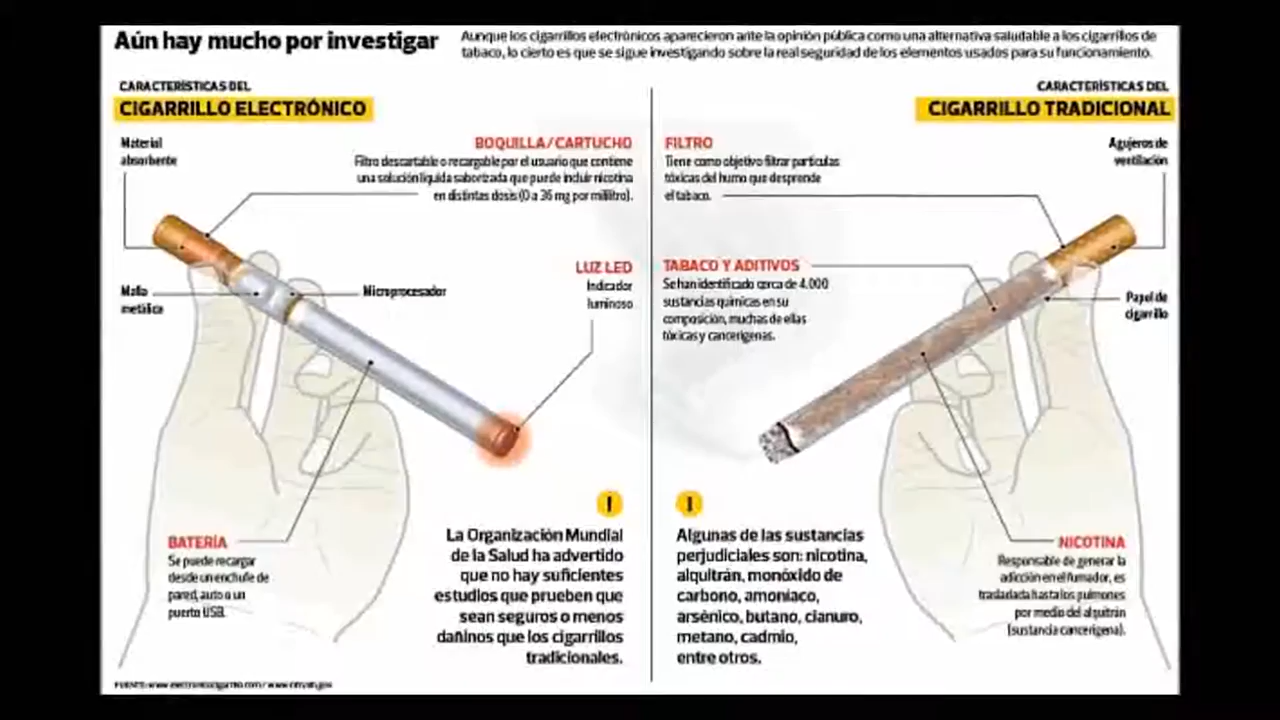 Aún hay mucho por investigar
Aunque los cigarrillos electrónicos aparecieron ante la opinión pública como una alternativa saludable a los cigarrillos de
tabaco, lo cierto es que se sigue investigando sobre la real seguridad de los elementos usados para su funcionamiento.
CARACTERÍSTICAS DEL
CIGARRILLO ELECTRÓNICO
Material
absorbente
BOQUILLA/CARTUCHO
Filtro descartable o recargable por el usuario que contiene
una solución líquida saborizada que puede incluir nicotina
en distintas dosis (0 a 36 mg por mililitro).
LUZ LED
Indicador
luminoso
Malla
metálica
Microprocesador
BATERÍA
Se puede recargar
desde un enchufe de
pared, auto a un
puerto USB.
!
La Organización Mundial
de la Salud ha advertido
que no hay suficientes
estudios que prueben que
sean seguros o menos
dañinos que los cigarrillos
tradicionales.
CARACTERÍSTICAS DEL
CIGARRILLO TRADICIONAL
FILTRO
Tiene como objetivo filtrar partículas
tóxicas del humo que desprende
el tabaco.
Agujeros de
ventilación
TABACO Y ADITIVOS
Se han identificado cerca de 4.000
sustancias químicas en su
composición, muchas de ellas
tóxicas y cancerígenas.
Papel de
cigarrillo
!
Algunas de las sustancias
perjudiciales son: nicotina,
alquitrán, monóxido de
carbono, amoníaco,
arsénico, butano, cianuro,
metano, cadmio,
entre otros.
NICOTINA
Responsable de generar la
adicción en el fumador, es
trasladada hasta los pulmones
por medio del alquitrán
(sustancia cancerígena).
FUENTE: